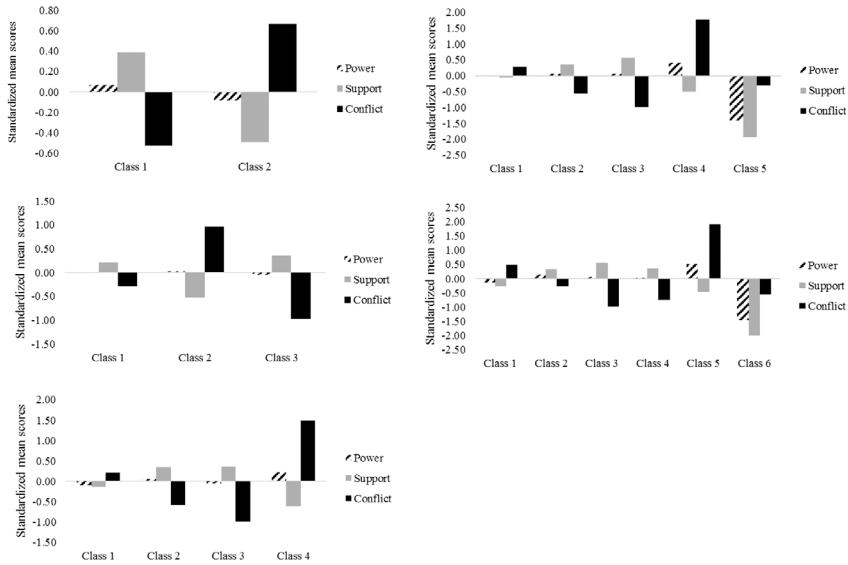 Standardized mean scores
0.80
0.60
0.40
0.20
0.00
-0.20
-0.40
-0.60
Class 1 Class 2
Power
Support
Conflict
Standardized mean scores
2.00
1.50
1.00
0.50
0.00
-0.50
-1.00
-1.50
-2.00
-2.50
Class 1 Class 2 Class 3 Class 4 Class 5
Power
Support
Conflict
Standardized mean scores
1.50
1.00
0.50
0.00
-0.50
-1.00
-1.50
Class 1 Class 2 Class 3
Power
Support
Conflict
Standardized mean scores
2.50
2.00
1.50
1.00
0.50
0.00
-0.50
-1.00
-1.50
-2.00
-2.50
Class 1 Class 2 Class 3 Class 4 Class 5 Class 6
Power
Support
Conflict
Standardized mean scores
2.00
1.50
1.00
0.50
0.00
-0.50
-1.00
-1.50
Class 1 Class 2 Class 3 Class 4
Power
Support
Conflict